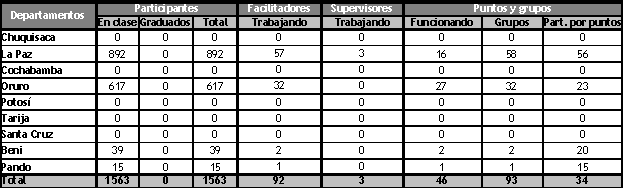 Departamentos Participantes Facilitadores Supervisores Puntos y grupos
En clase Graduados Total Trabajando Trabajando Funcionando Grupos Part. por puntos
Chuquisaca 0 0 0 0 0 0 0 0
La Paz 892 0 892 57 3 16 58 56
Cochabamba 0 0 0 0 0 0 0 0
Oruro 617 0 617 32 0 27 32 23
Potosí 0 0 0 0 0 0 0 0
Tarija 0 0 0 0 0 0 0 0
Santa Cruz 0 0 0 0 0 0 0 0
Beni 39 0 39 2 0 2 2 20
Pando 15 0 15 1 0 1 1 15
Total 1563 0 1563 92 3 46 93 34